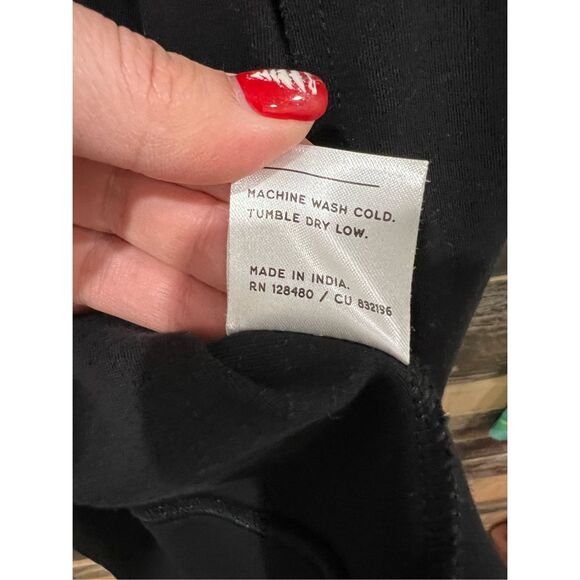 MACHINE WASH COLD.
TUMBLE DRY LOW.
MADE IN INDIA.
RN 128480 / CU 832196